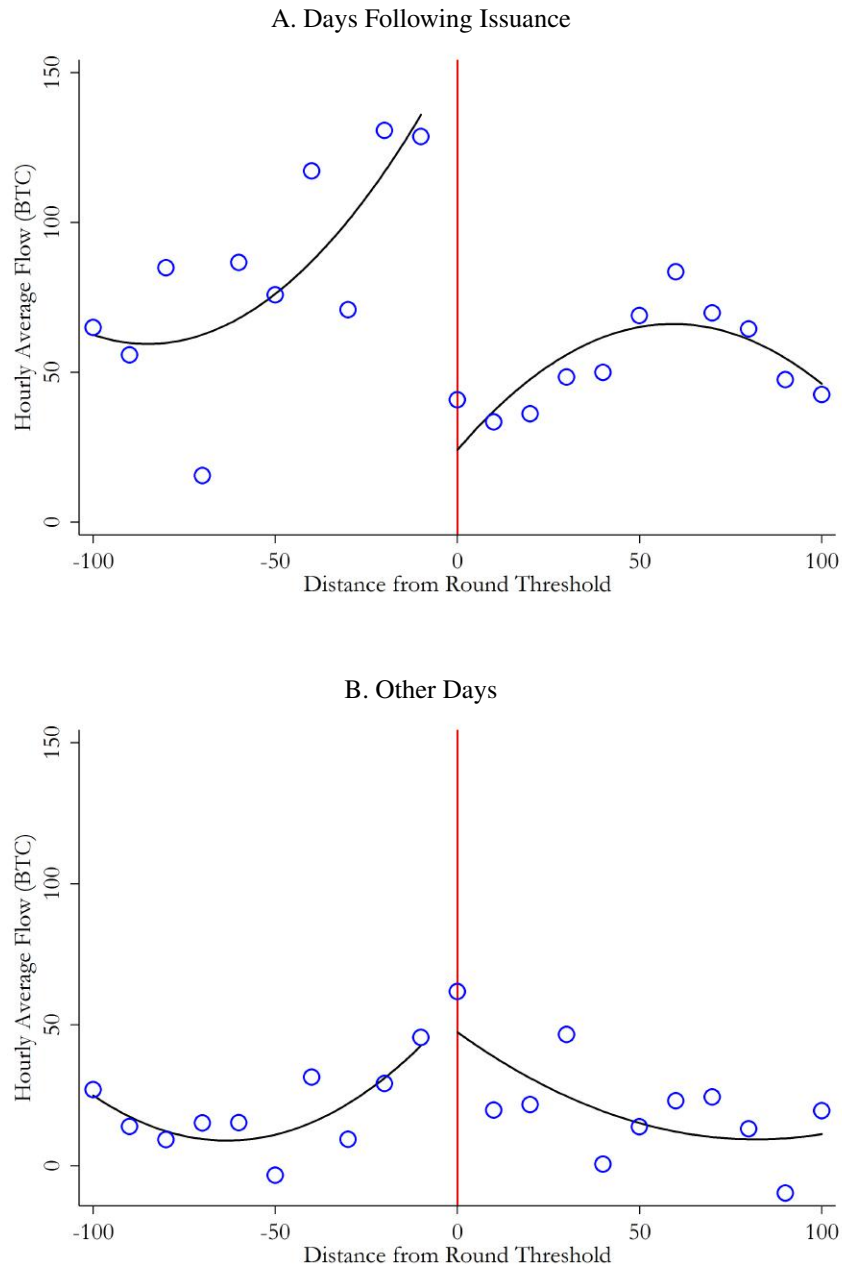 A. Days Following Issuance
150
100
50
0
Hourly Average Flow (BTC)
-100 -50 0 50 100
Distance from Round Threshold
B. Other Days
150
100
50
0
Hourly Average Flow (BTC)
-100 -50 0 50 100
Distance from Round Threshold